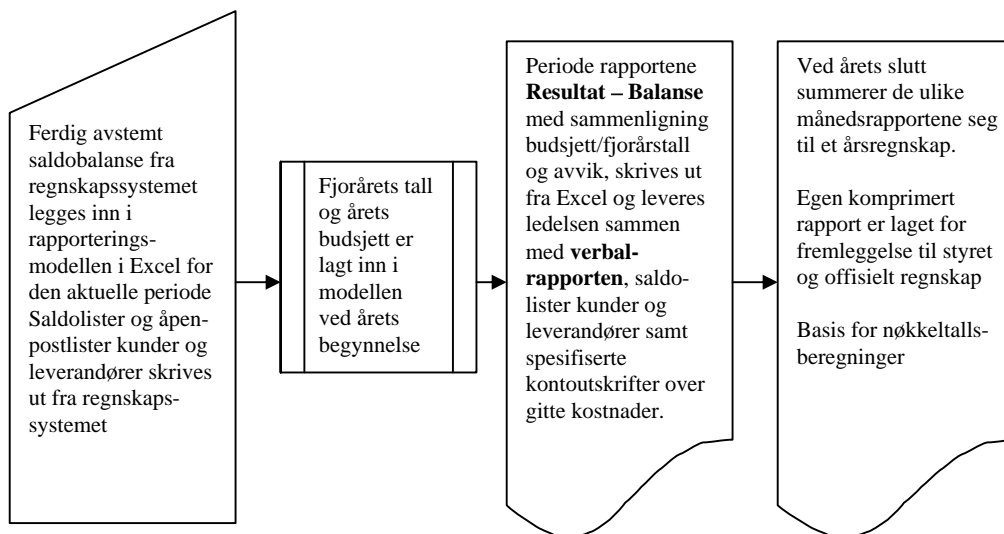 Ferdig avstemt
saldobalanse fra
regnskapssystemet
legges inn i
rapporterings-
modellen i Excel for
den aktuelle periode
Saldolister og åpen-
postlister kunder og
leverandører skrives
ut fra regnskaps-
systemet
Fjorårets tall
og årets
budsjett er
lagt inn i
modellen
ved årets
begynnelse
Periode rapportene
Resultat – Balanse
med sammenligning
budsjett/fjorårstall
og avvik, skrives ut
fra Excel og leveres
ledelsen sammen
med verbal-
rapporten, saldo-
lister kunder og
leverandører samt
spesifiserte
kontoutskrifter over
gitte kostnader.
Ved årets slutt
summerer de ulike
månedsrapportene seg
til et årsregnskap.
Egen komprimert
rapport er laget for
fremleggelse til styret
og offisielt regnskap
Basis for nøkkeltalls-
beregninger